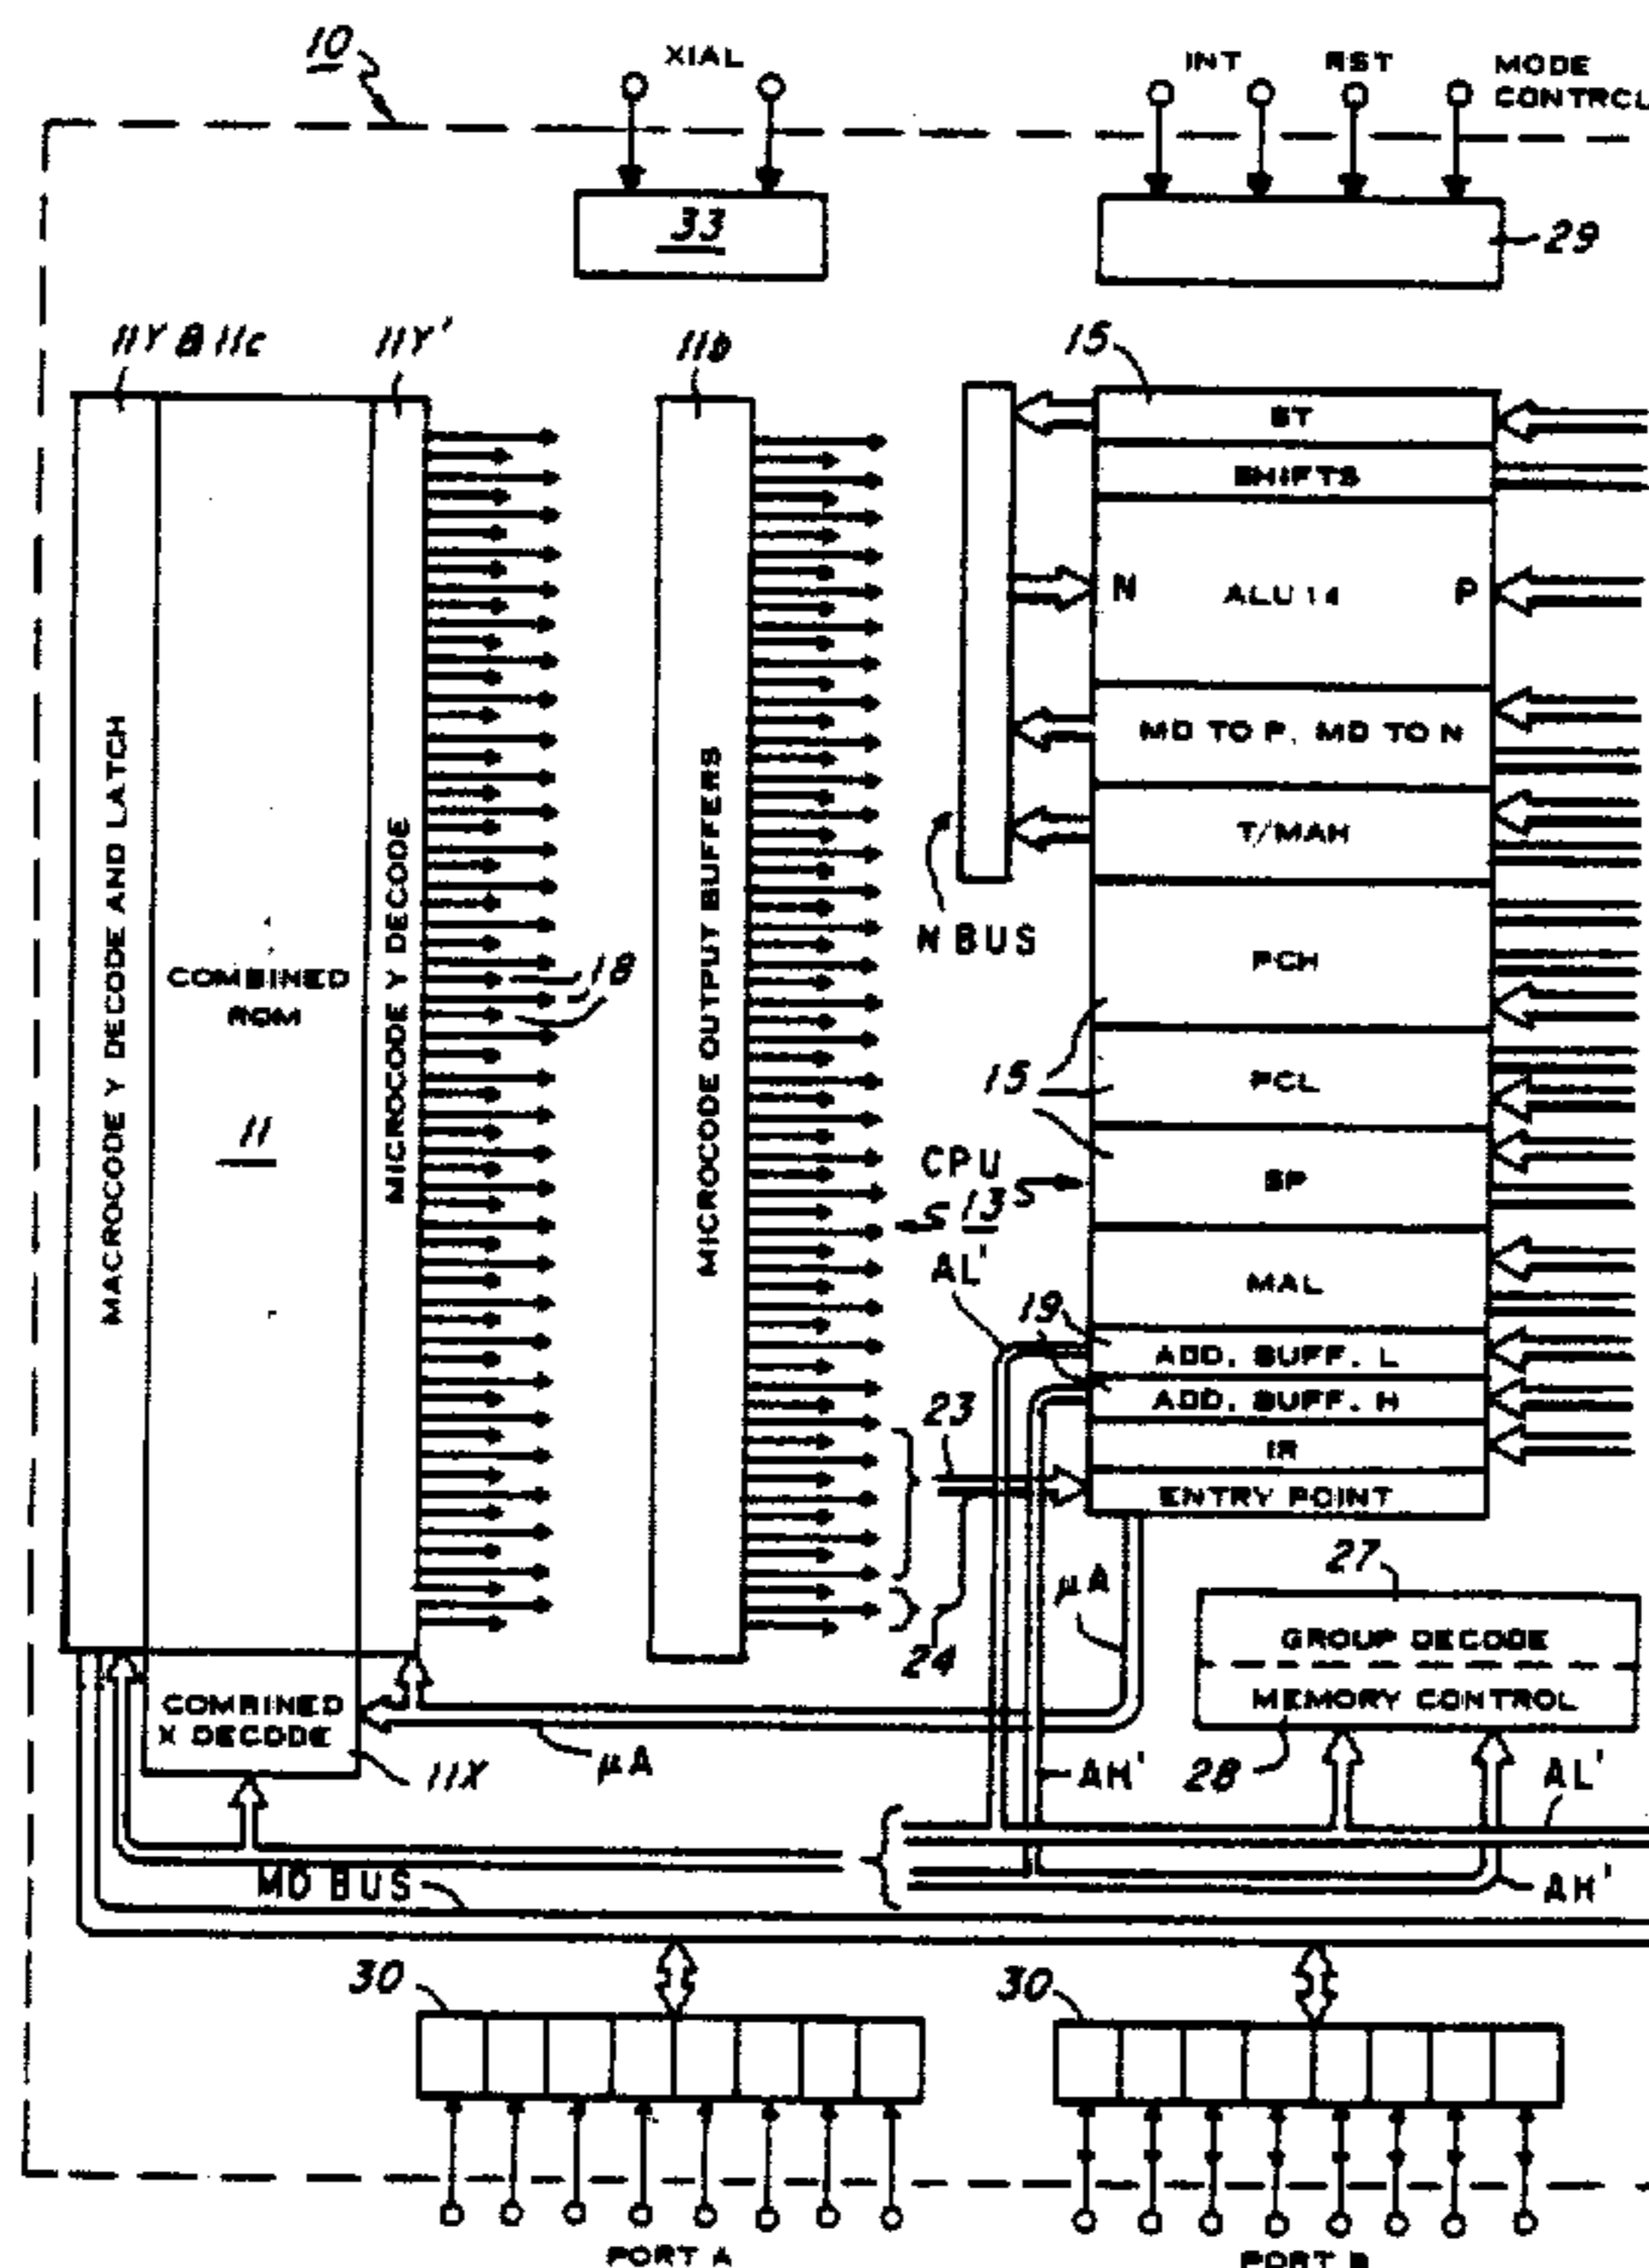 10
XIAL
INT
RST
MODE
CONTROL
33
29
11Y & 11c
11Y'
11b
15
ST
SHIFTS
N
ALU 14
P
MD TO P, MD TO N
T/MAH
N BUS
PCH
PCL
SP
MAL
ADD. BUFF. L
ADD. BUFF. H
IR
ENTRY POINT
MACROCODE Y DECODE AND LATCH
COMBINED
ROM
11
MICROCODE Y DECODE
18
MICROCODE OUTPUT BUFFERS
15
CPU
S 13 S
AL'
19
23
24
µA
27
GROUP DECODE
MEMORY CONTROL
28
COMBINED
X DECODE
11X
µA
AH'
AL'
AH'
MD BUS
30
30
PORT A
PORT B